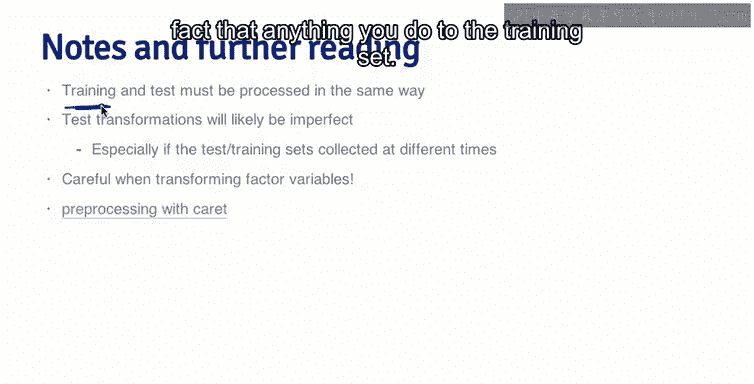 fact that anything you do to the training
set.
Notes and further reading
· Training and test must be processed in the same way
· Test transformations will likely be imperfect
- Especially if the test/training sets collected at different times
· Careful when transforming factor variables!
· preprocessing with caret